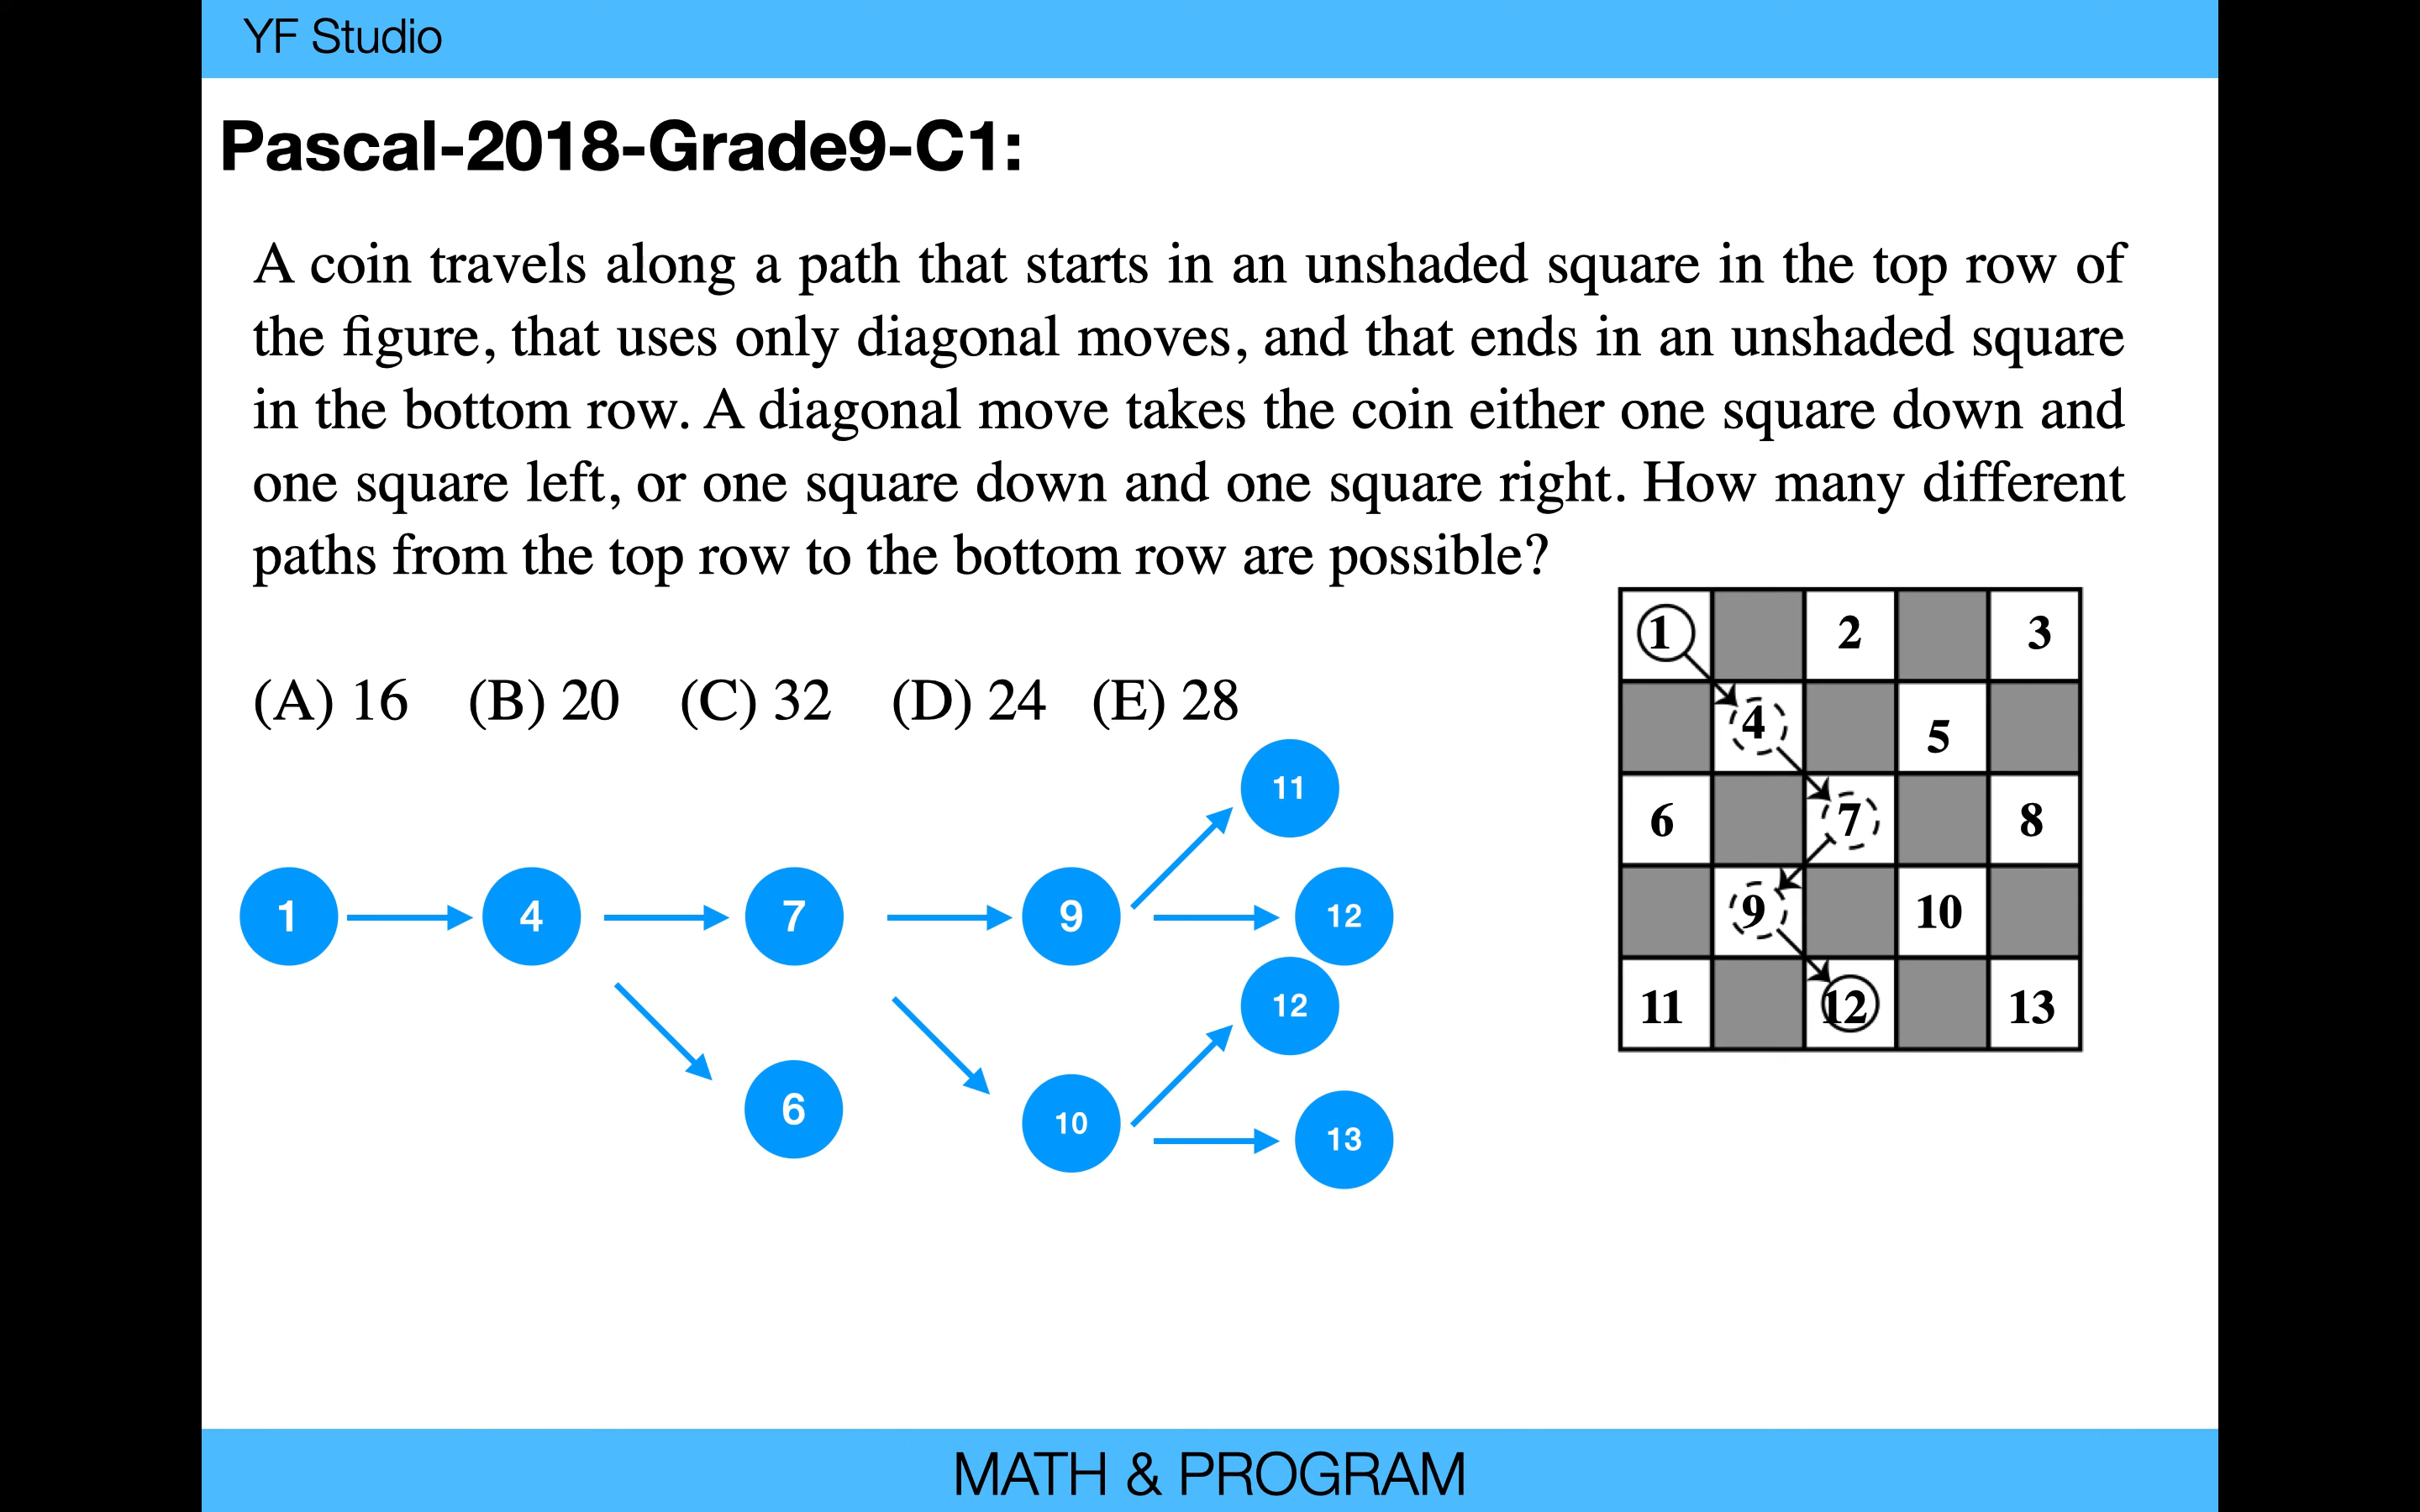 YF Studio
Pascal-2018-Grade9-C1:
A coin travels along a path that starts in an unshaded square in the top row of
the figure, that uses only diagonal moves, and that ends in an unshaded square
in the bottom row. A diagonal move takes the coin either one square down and
one square left, or one square down and one square right. How many different
paths from the top row to the bottom row are possible?
(A) 16 (B) 20 (C) 32 (D) 24 (E) 28
1 2 3
4 5
6 7 8
9 10
11 12 13
11
1 4 7 9 12
12
6 10 13
MATH & PROGRAM